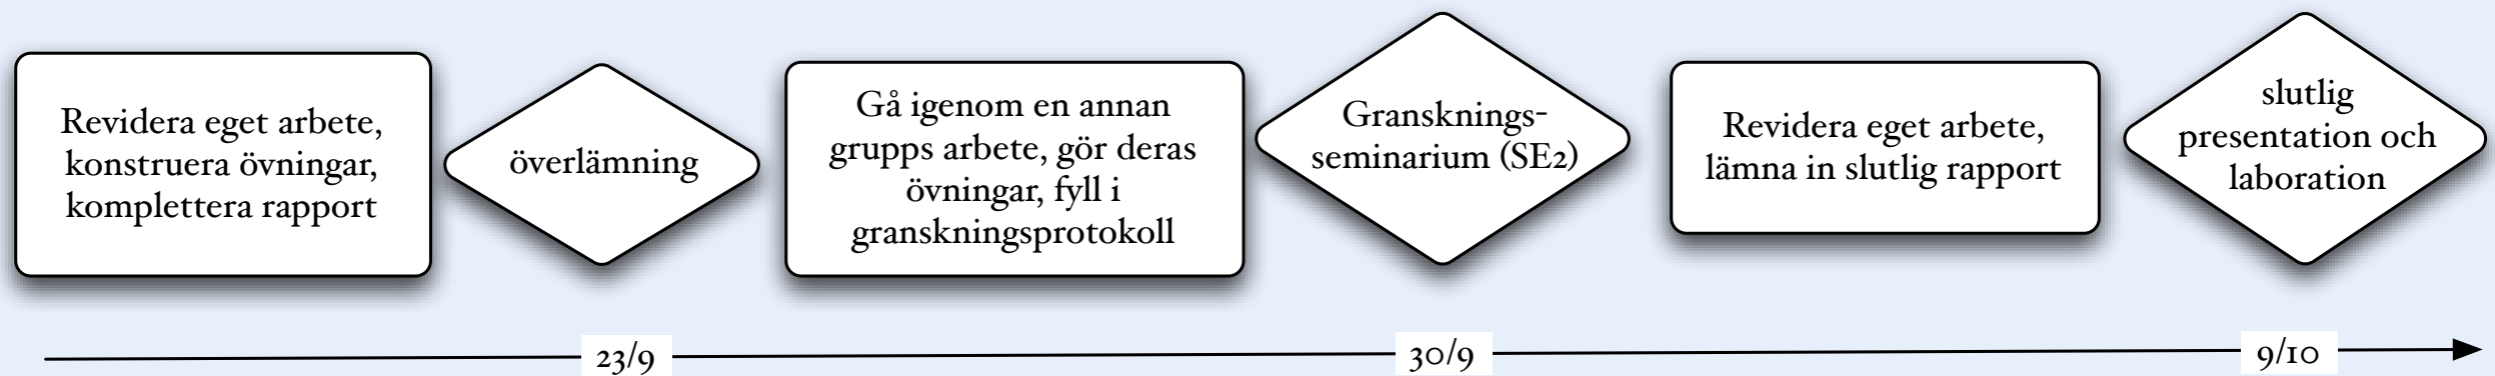 Revidera eget arbete,
konstruera övningar,
komplettera rapport
överlämning
Gå igenom en annan
grupps arbete, gör deras
övningar, fyll i
granskningsprotokoll
Gransknings-
seminarium (SE2)
Revidera eget arbete,
lämna in slutlig rapport
slutlig
presentation och
laboration
23/9
30/9
9/10